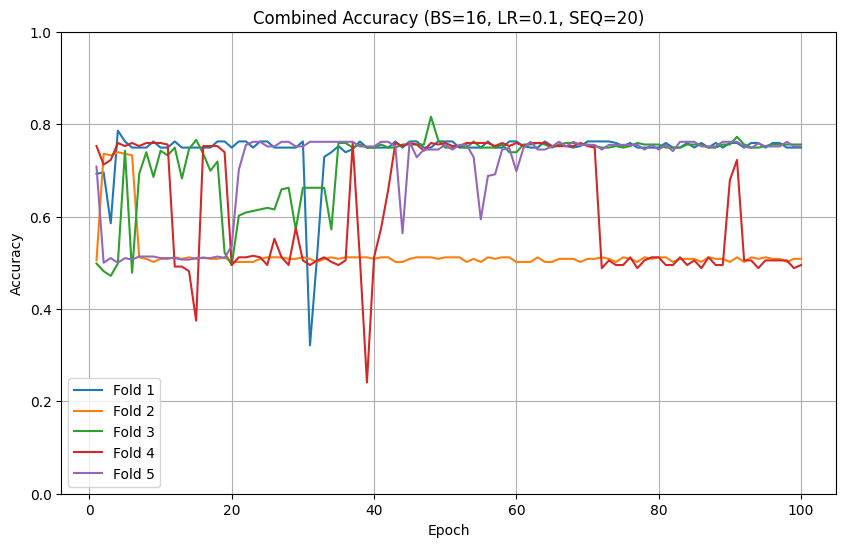 Combined Accuracy (BS=16, LR=0.1, SEQ=20)
1.0
0.8
0.6
0.4
0.2
0.0
Accuracy
Fold 1
Fold 2
Fold 3
Fold 4
Fold 5
0 20 40 60 80 100
Epoch